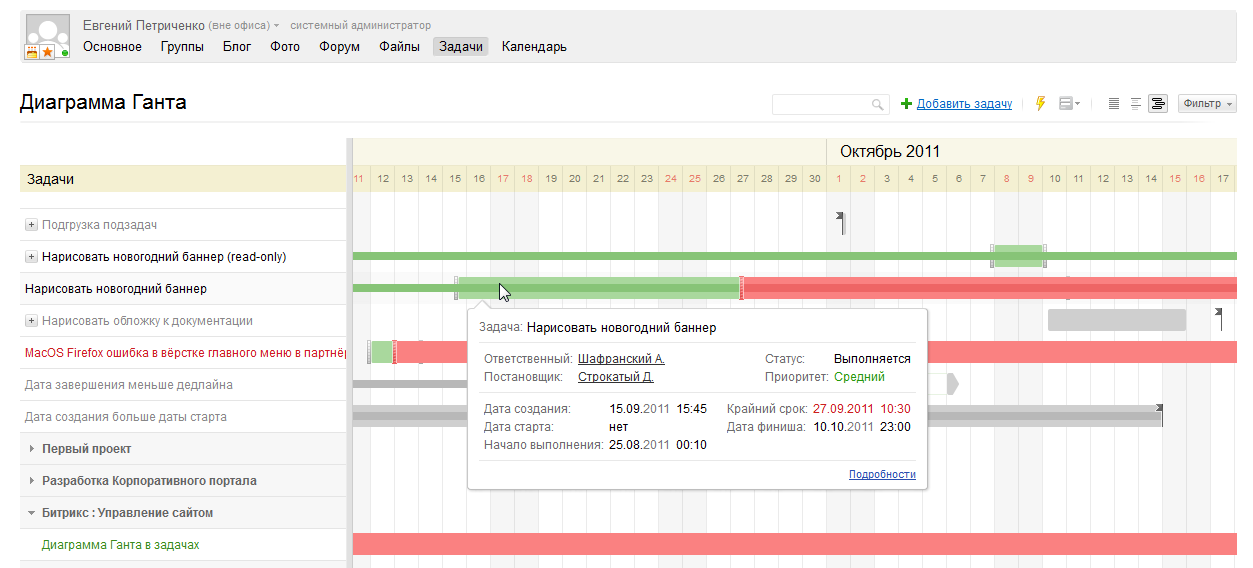 Евгений Петриченко (вне офиса) системный администратор
Основное Группы Блог Фото Форум Файлы Задачи Календарь
Диаграмма Ганта
Добавить задачу Фильтр
Октябрь 2011
Задачи
11 12 13 14 15 16 17 18 19 20 21 22 23 24 25 26 27 28 29 30 1 2 3 4 5 6 7 8 9 10 11 12 13 14 15 16 17
Подгрузка подзадач
Нарисовать новогодний баннер (read-only)
Нарисовать новогодний баннер
Нарисовать обложку к документации
Задача: Нарисовать новогодний баннер
MacOS Firefox ошибка в вёрстке главного меню в партнёр
Ответственный: Шафранский А. Статус: Выполняется
Постановщик: Строкатый Д. Приоритет: Средний
Дата завершения меньше дедлайна
Дата создания больше даты старта
Дата создания: 15.09.2011 15:45 Крайний срок: 27.09.2011 10:30
Дата старта: нет Дата финиша: 10.10.2011 23:00
Начало выполнения: 25.08.2011 00:10
Подробности
Первый проект
Разработка Корпоративного портала
Битрикс : Управление сайтом
Диаграмма Ганта в задачах